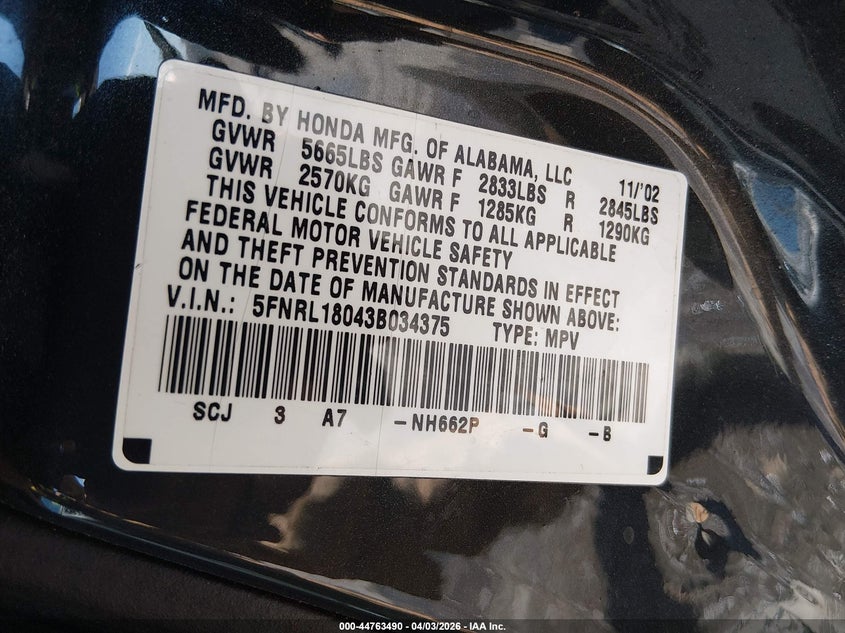 MFD. BY HONDA MFG. OF ALABAMA, LLC 11/'02
GVWR 5665LBS GAWR F 2833LBS R 2845LBS
GVWR 2570KG GAWR F 1285KG R 1290KG
THIS VEHICLE CONFORMS TO ALL APPLICABLE
FEDERAL MOTOR VEHICLE SAFETY
AND THEFT PREVENTION STANDARDS IN EFFECT
ON THE DATE OF MANUFACTURE SHOWN ABOVE:
V.I.N.: 5FNRL18043B034375 TYPE: MPV
SCJ 3 A7 -NH662P -G -B
000-44763490 - 04/03/2026 - IAA Inc.